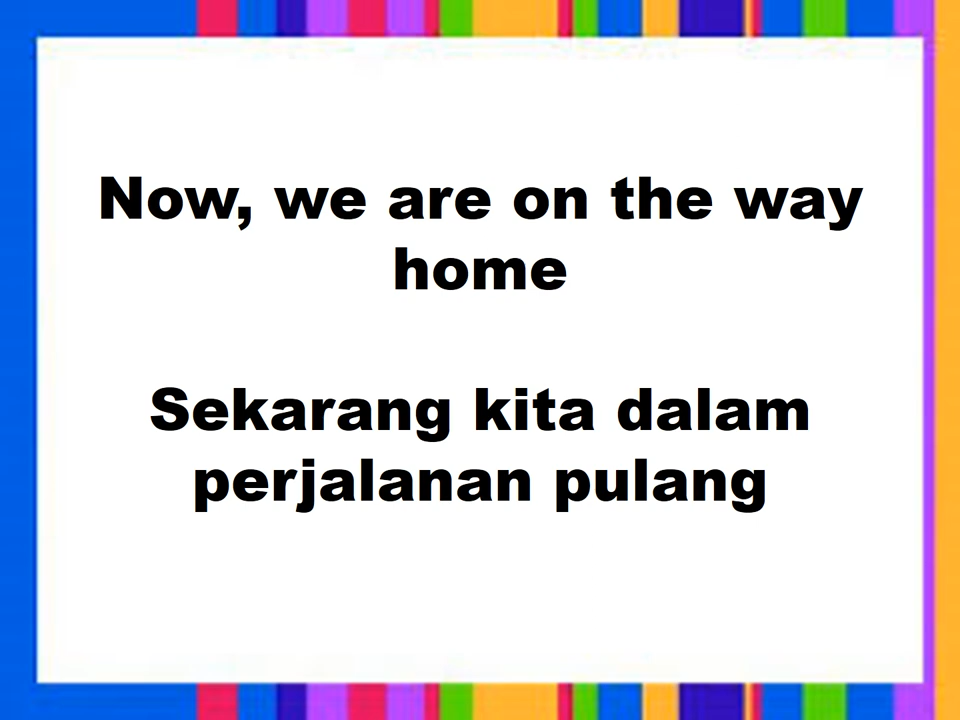 Now, we are on the way
home
Sekarang kita dalam
perjalanan pulang